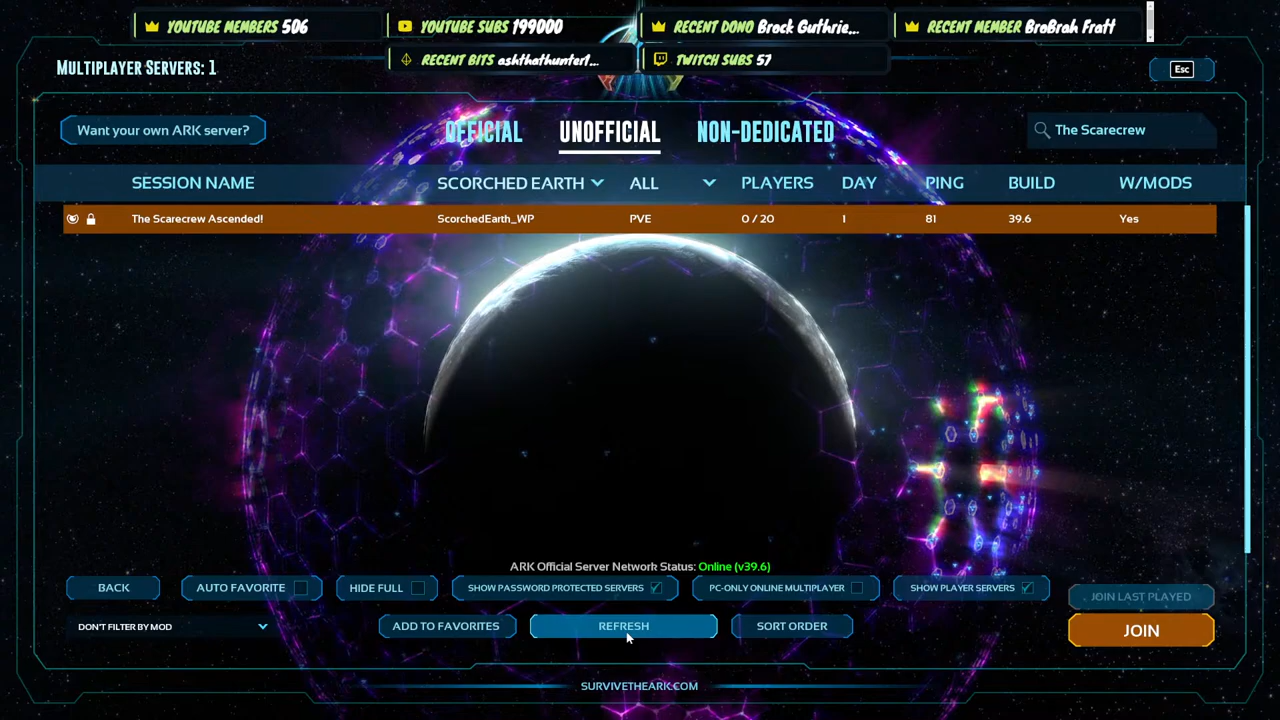 YOUTUBE MEMBERS 506
YOUTUBE SUBS 199000
RECENT DONO Brock Guthrie...
RECENT MEMBER BroBrah Fratt
RECENT BITS ashthathunter1...
TWITCH SUBS 57
MULTIPLAYER SERVERS: 1
Esc
Want your own ARK server?
OFFICIAL
UNOFFICIAL
NON-DEDICATED
The Scarecrew
SESSION NAME SCORCHED EARTH ALL PLAYERS DAY PING BUILD W/MODS
The Scarecrew Ascended! ScorchedEarth_WP PVE 0 / 20 1 81 39.6 Yes
ARK Official Server Network Status: Online (v39.6)
BACK
AUTO FAVORITE
HIDE FULL
SHOW PASSWORD PROTECTED SERVERS
PC-ONLY ONLINE MULTIPLAYER
SHOW PLAYER SERVERS
JOIN LAST PLAYED
DON'T FILTER BY MOD
ADD TO FAVORITES
REFRESH
SORT ORDER
JOIN
SURVIVETHEARK.COM